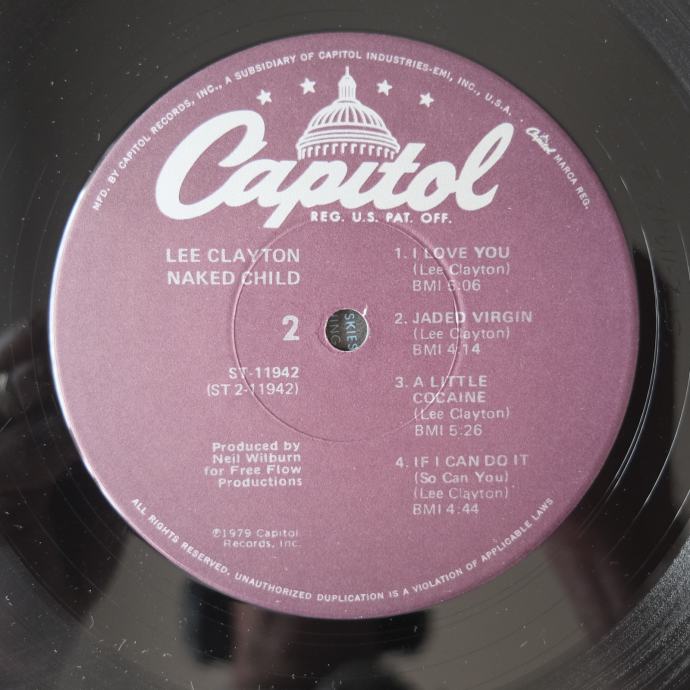 MFD. BY CAPITOL RECORDS, INC., A SUBSIDIARY OF CAPITOL INDUSTRIES-EMI, INC., U.S.A. · Capitol MARCA REG.
Capitol
REG. U.S. PAT. OFF.
LEE CLAYTON
NAKED CHILD
2
ST-11942
(ST 2-11942)
Produced by
Neil Wilburn
for Free Flow
Productions
℗1979 Capitol
Records, Inc.
1. I LOVE YOU
(Lee Clayton)
BMI 5:06
2. JADED VIRGIN
(Lee Clayton)
BMI 4:14
3. A LITTLE
COCAINE
(Lee Clayton)
BMI 5:26
4. IF I CAN DO IT
(So Can You)
(Lee Clayton)
BMI 4:44
SKIES
ALL RIGHTS RESERVED. UNAUTHORIZED DUPLICATION IS A VIOLATION OF APPLICABLE LAWS